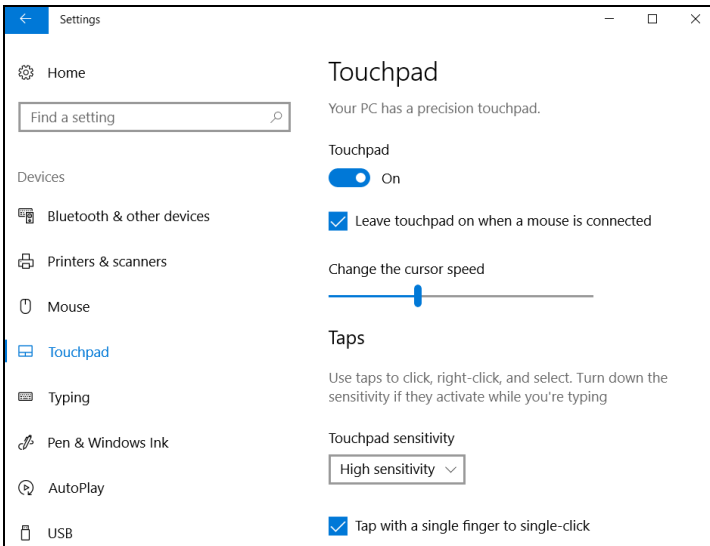 Settings
Home
Find a setting
Devices
Bluetooth & other devices
Printers & scanners
Mouse
Touchpad
Typing
Pen & Windows Ink
AutoPlay
USB
Touchpad
Your PC has a precision touchpad.
Touchpad
On
Leave touchpad on when a mouse is connected
Change the cursor speed
Taps
Use taps to click, right-click, and select. Turn down the
sensitivity if they activate while you're typing
Touchpad sensitivity
High sensitivity
Tap with a single finger to single-click